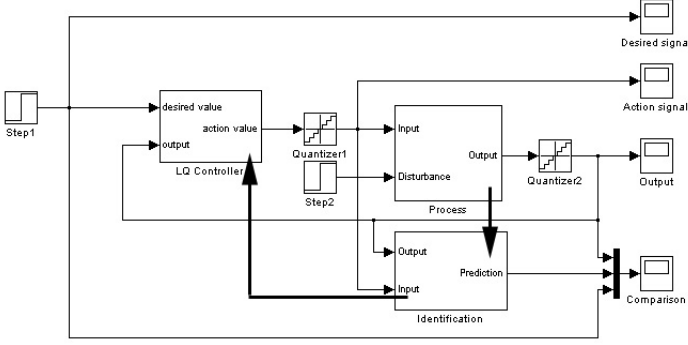 Desired signa
Action signal
desired value
action value
output
LQ Controller
Step1
Quantizer1
Input
Output
Disturbance
Process
Quantizer2
Output
Step2
Output
Prediction
Input
Identification
Comparison